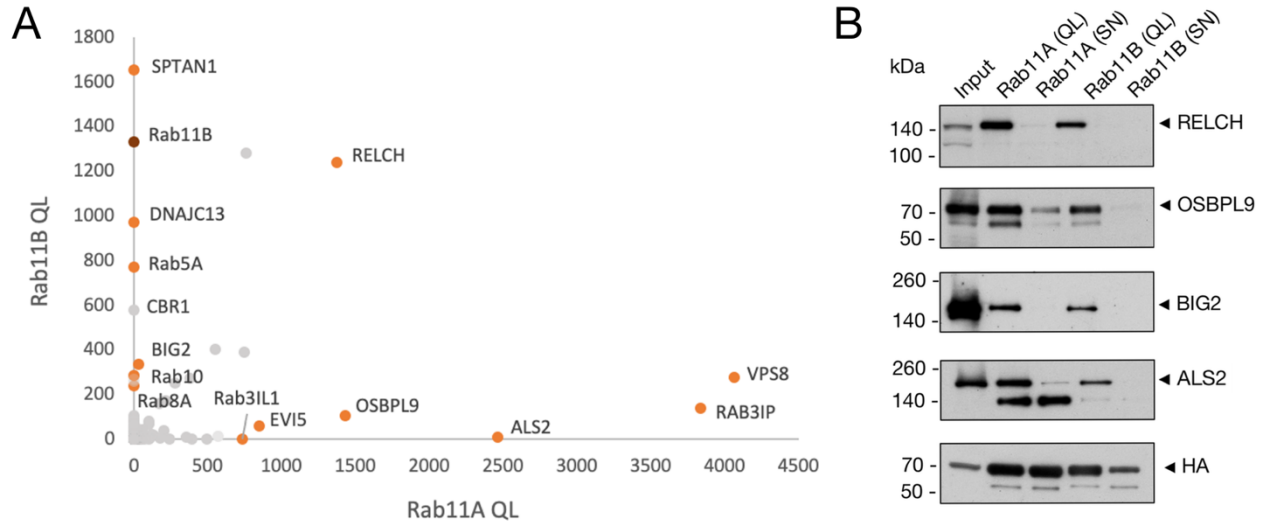 A
1800
1600
1400
1200
1000
800
600
400
200
0
Rab11B QL
SPTAN1
Rab11B
RELCH
DNAJC13
Rab5A
CBR1
BIG2
Rab10
Rab8A
Rab3IL1
EVI5
OSBPL9
ALS2
VPS8
RAB3IP
0 500 1000 1500 2000 2500 3000 3500 4000 4500
Rab11A QL
B
kDa
Input
Rab11A (QL)
Rab11A (SN)
Rab11B (QL)
Rab11B (SN)
140 -
100 -
◄ RELCH
70 -
50 -
◄ OSBPL9
260 -
140 -
◄ BIG2
260 -
140 -
◄ ALS2
70 -
50 -
◄ HA